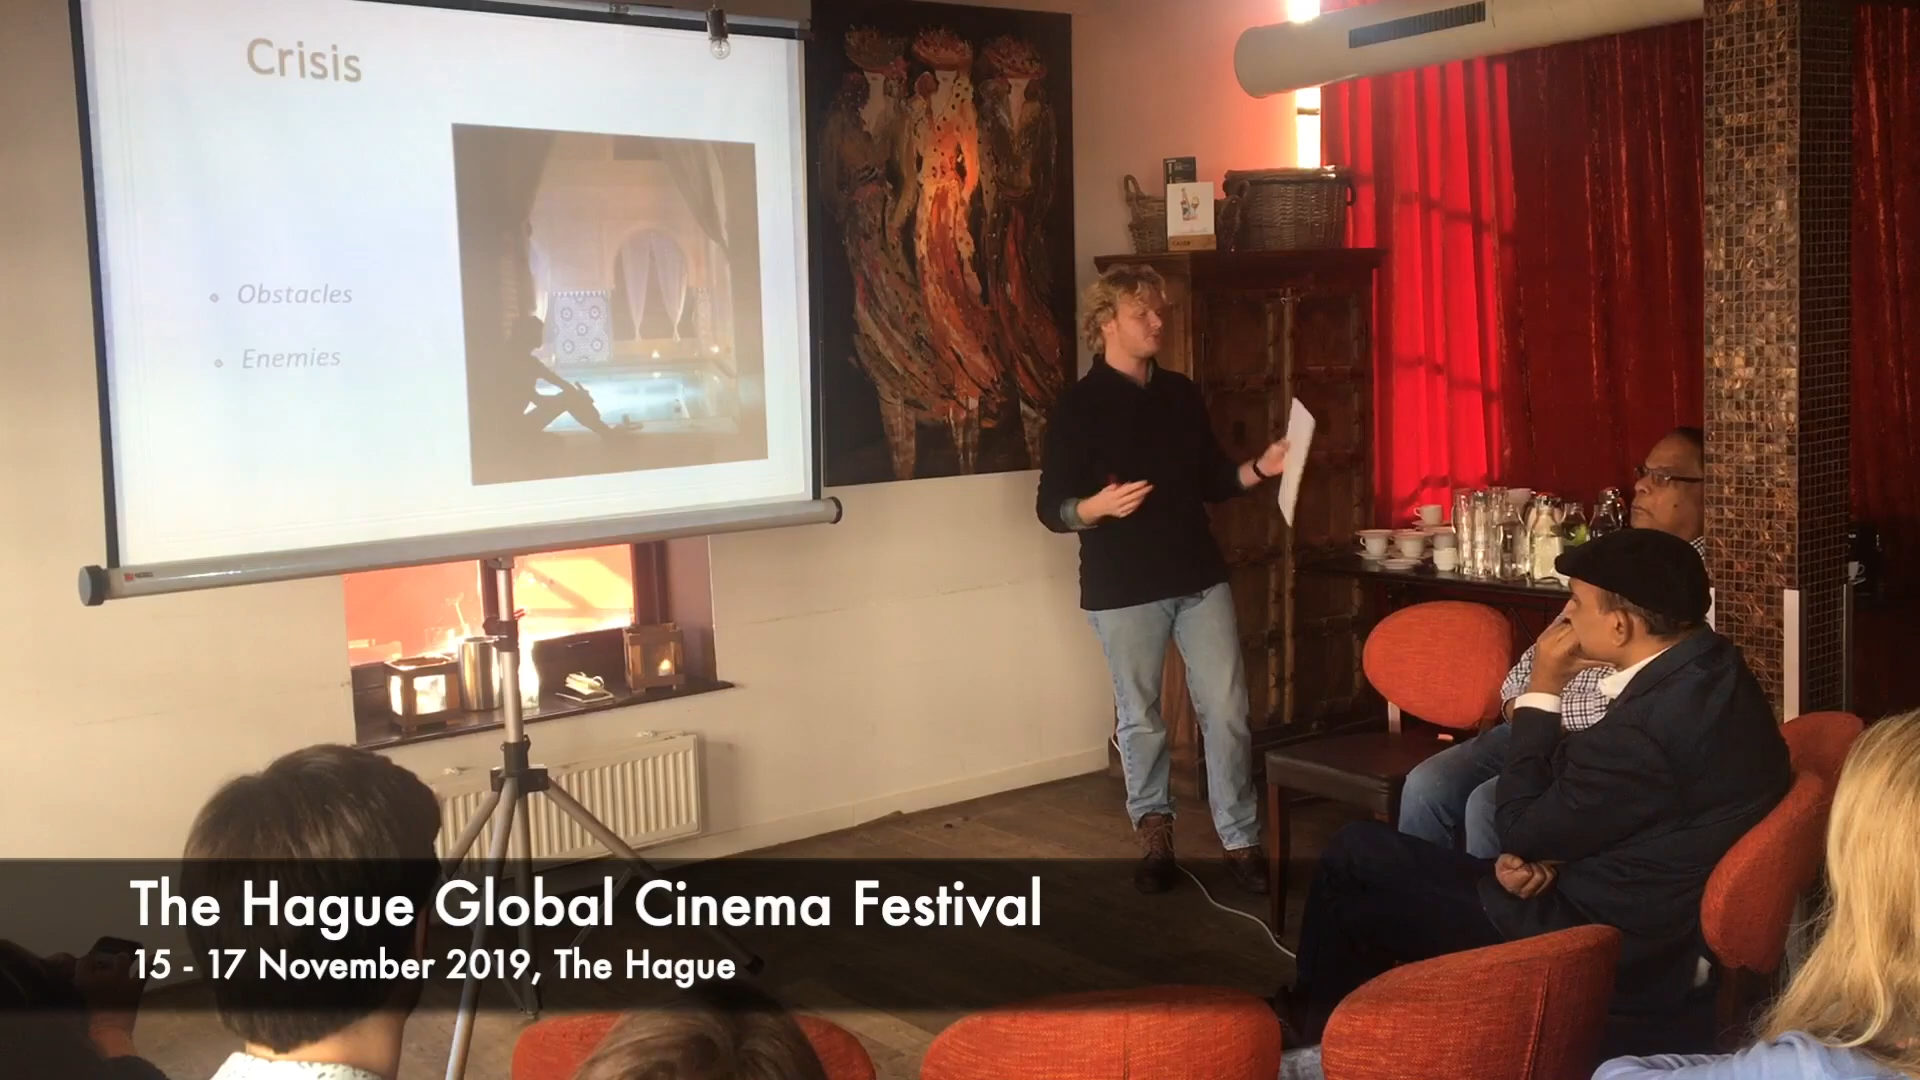 Crisis
Obstacles
Enemies
The Hague Global Cinema Festival
15 - 17 November 2019, The Hague